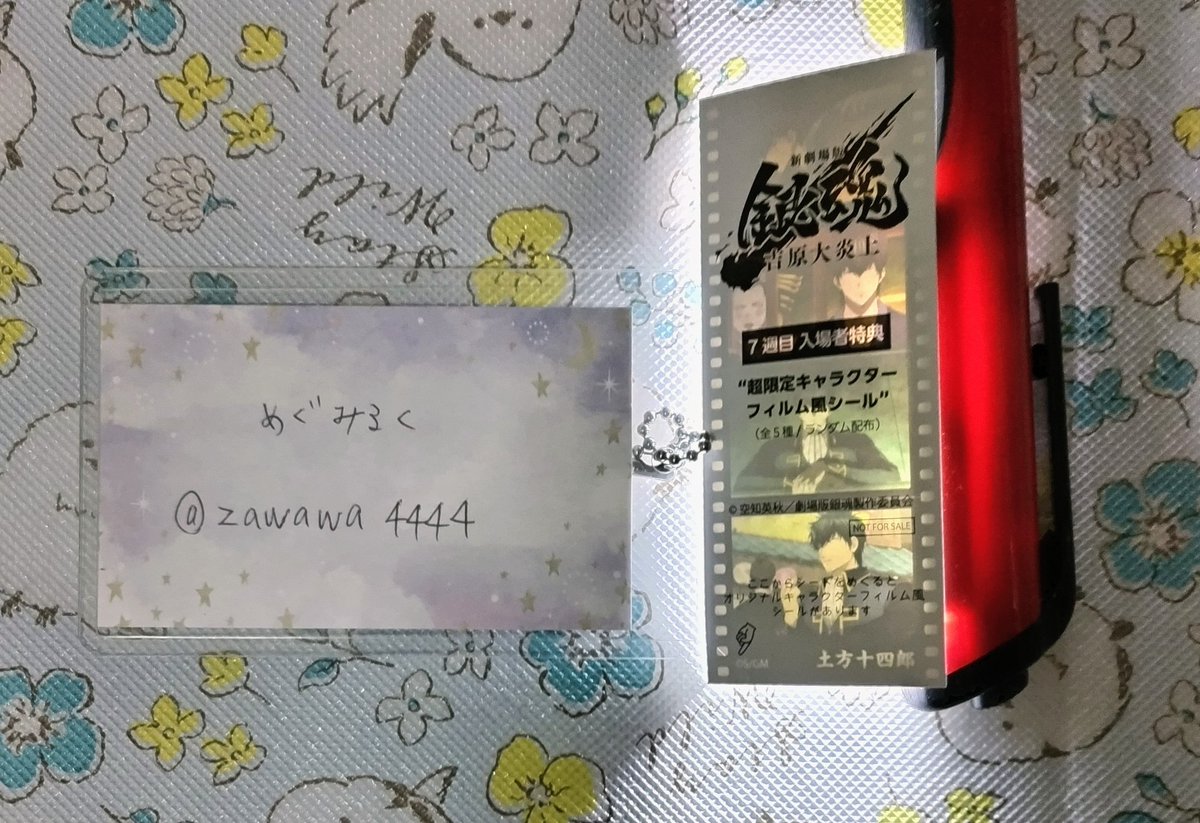 めぐみるく
@zawawa 4444
新劇場版
銀魂
吉原大炎上
7週目 入場者特典
“超限定キャラクター
フィルム風シール”
(全5種/ランダム配布)
© 空知英秋/劇場版銀魂製作委員会
NOT FOR SALE
ここからシートをめくると
オリジナルキャラクターフィルム風
シールがあります
©S/GM
土方十四郎